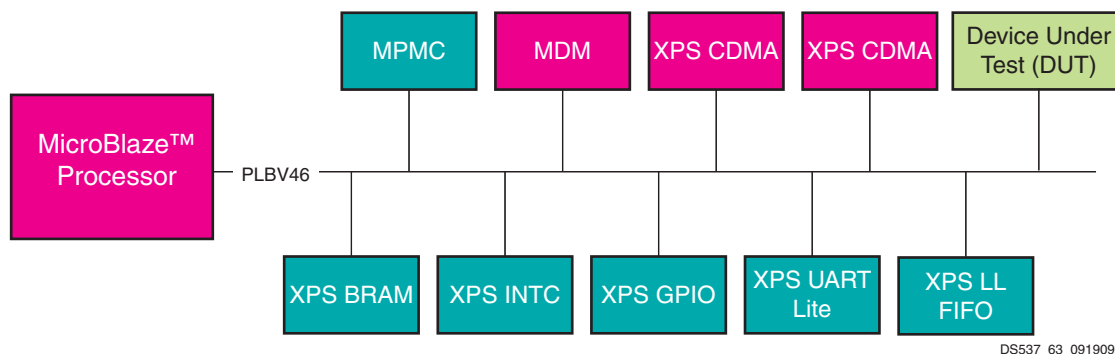 MPMC
MDM
XPS CDMA
XPS CDMA
Device Under
Test (DUT)
MicroBlaze™
Processor
PLBV46
XPS BRAM
XPS INTC
XPS GPIO
XPS UART
Lite
XPS LL
FIFO
DS537_63_091909